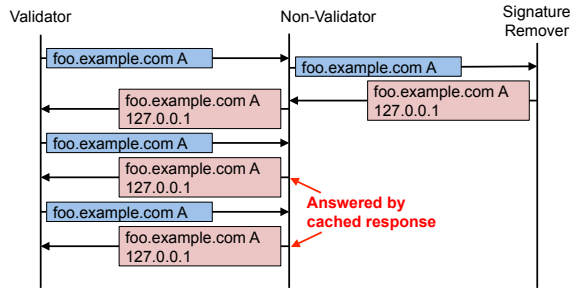 Validator
Non-Validator
Signature
Remover
foo.example.com A
foo.example.com A
foo.example.com A
127.0.0.1
foo.example.com A
127.0.0.1
foo.example.com A
foo.example.com A
127.0.0.1
Answered by
cached response
foo.example.com A
foo.example.com A
127.0.0.1